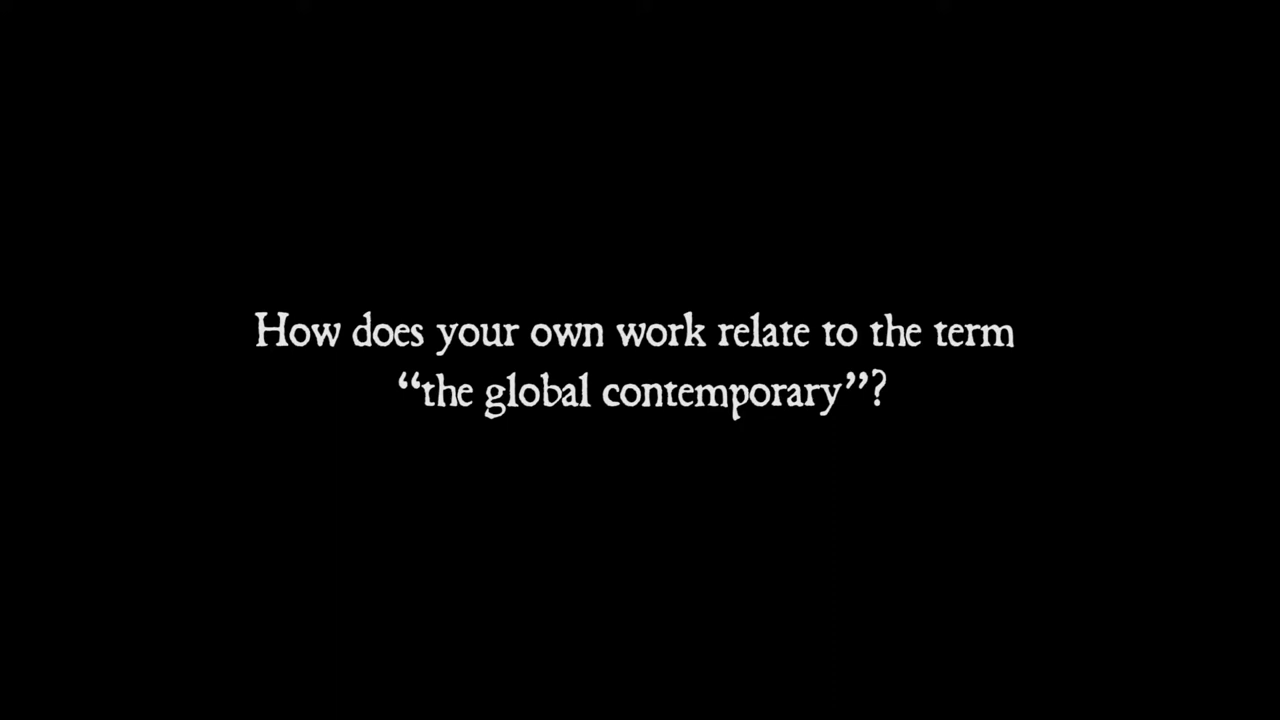 How does your own work relate to the term
“the global contemporary”?